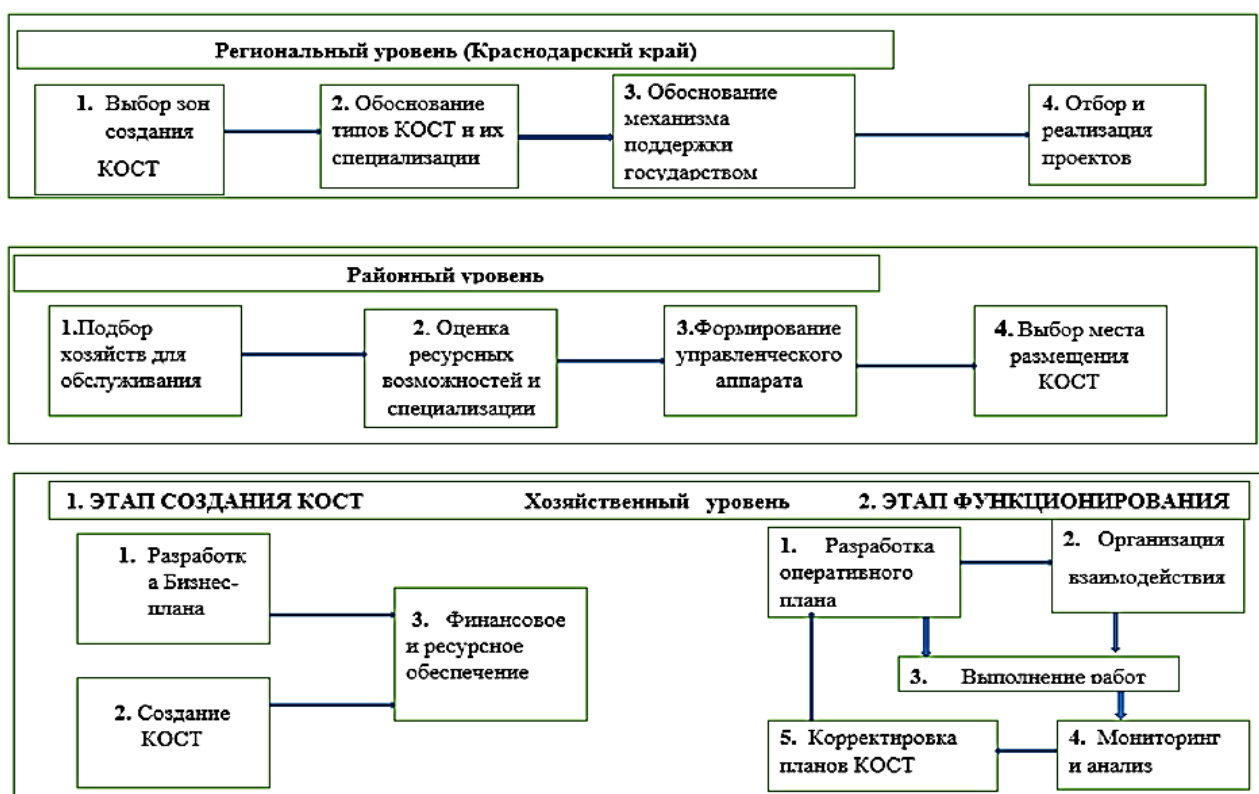 Региональный уровень (Краснодарский край)
1. Выбор зон
создания
КОСТ
2. Обоснование
типов КОСТ и их
специализации
3. Обоснование
механизма
поддержки
государством
4. Отбор и
реализация
проектов
Районный уровень
1.Подбор
хозяйств для
обслуживания
2. Оценка
ресурсных
возможностей и
специализации
3.Формирование
управленческого
аппарата
4. Выбор места
размещения
КОСТ
1. ЭТАП СОЗДАНИЯ КОСТ Хозяйственный уровень 2. ЭТАП ФУНКЦИОНИРОВАНИЯ
1. Разработк
а Бизнес-
плана
2. Создание
КОСТ
3. Финансовое
и ресурсное
обеспечение
1. Разработка
оперативного
плана
2. Организация
взаимодействия
3. Выполнение работ
4. Мониторинг
и анализ
5. Корректировка
планов КОСТ